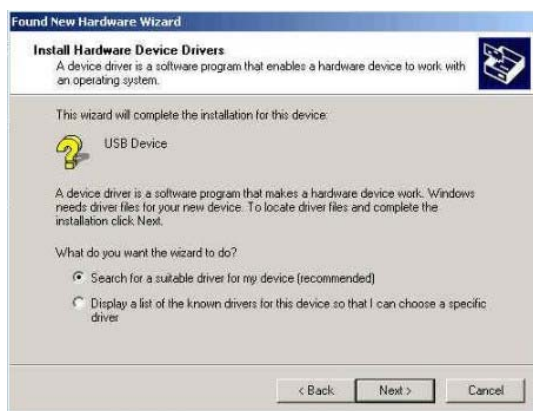 Found New Hardware Wizard
Install Hardware Device Drivers
A device driver is a software program that enables a hardware device to work with
an operating system.
This wizard will complete the installation for this device:
USB Device
A device driver is a software program that makes a hardware device work. Windows
needs driver files for your new device. To locate driver files and complete the
installation click Next.
What do you want the wizard to do?
Search for a suitable driver for my device (recommended)
Display a list of the known drivers for this device so that I can choose a specific
driver
< Back
Next >
Cancel